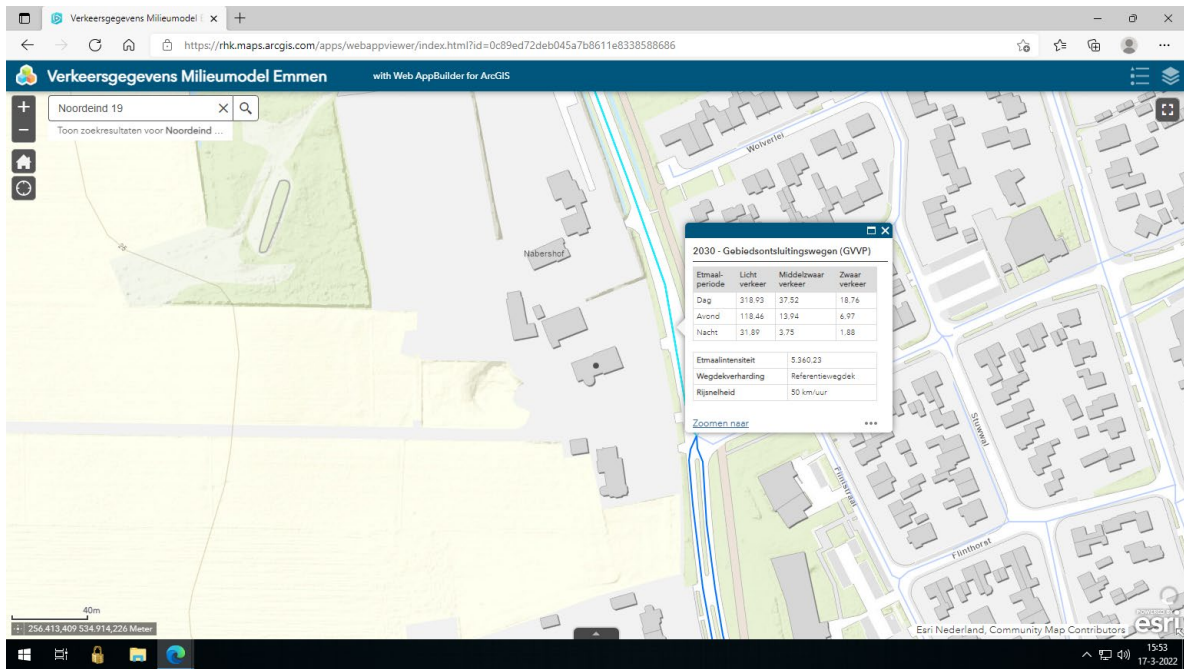 Verkeersgegevens Milieumodel E
https://rhk.maps.arcgis.com/apps/webappviewer/index.html?id=0c89ed72deb045a7b8611e8338588686
Verkeersgegevens Milieumodel Emmen with Web AppBuilder for ArcGIS
Noordeind 19
Toon zoekresultaten voor Noordeind ...
Wolverlei
25
Nabershof
2030 - Gebiedsontsluitingswegen (GVVP)
Etmaal-periode Licht verkeer Middelzwaar verkeer Zwaar verkeer
Dag 318,93 37,52 18,76
Avond 118,46 13,94 6,97
Nacht 31,89 3,75 1,88
Etmaalintensiteit 5.360,23
Wegdekverharding Referentiewegdek
Rijsnelheid 50 km/uur
Zoomen naar
Stuwwal
Flintstraat
Flinthorst
40m
256.413,409 534.914,226 Meter
Esri Nederland, Community Map Contributors
POWERED BY
esri
15:53
17-3-2022